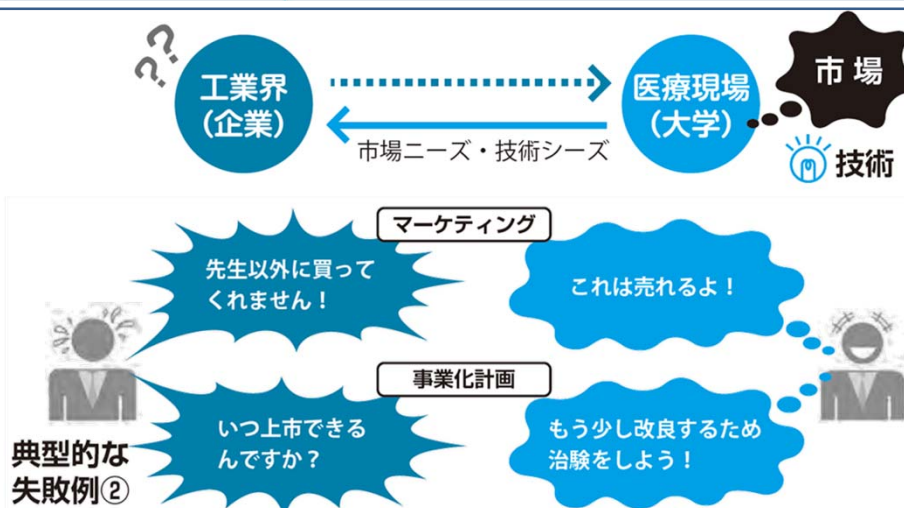 ??
工業界
(企業)
医療現場
(大学)
市場
市場ニーズ・技術シーズ
技術
マーケティング
先生以外に買って
くれません！
これは売れるよ！
事業化計画
いつ上市できる
んですか？
もう少し改良するため
治験をしよう！
典型的な
失敗例②